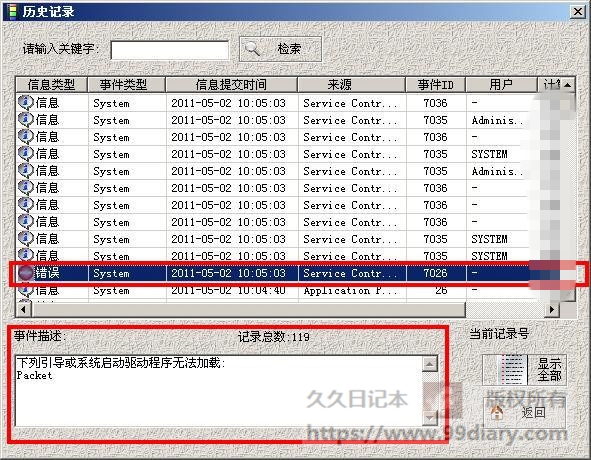 历史记录
请输入关键字: 检索
信息类型 事件类型 信息提交时间 来源 事件ID 用户
信息 System 2011-05-02 10:05:03 Service Contr... 7036 -
信息 System 2011-05-02 10:05:03 Service Contr... 7035 Adminis...
信息 System 2011-05-02 10:05:03 Service Contr... 7036 -
信息 System 2011-05-02 10:05:03 Service Contr... 7035 SYSTEM
信息 System 2011-05-02 10:05:03 Service Contr... 7035 Adminis...
信息 System 2011-05-02 10:05:03 Service Contr... 7036 -
信息 System 2011-05-02 10:05:03 Service Contr... 7036 -
信息 System 2011-05-02 10:05:03 Service Contr... 7036 -
信息 System 2011-05-02 10:05:03 Service Contr... 7035 SYSTEM
信息 System 2011-05-02 10:05:03 Service Contr... 7035 SYSTEM
错误 System 2011-05-02 10:05:03 Service Contr... 7026 -
信息 System 2011-05-02 10:04:40 Application P... 26 -
事件描述: 记录总数:119 当前记录号
下列引导或系统启动驱动程序无法加载:
Packet
显示
全部
久久日记本 版权所有
返回
https://www.99diary.com